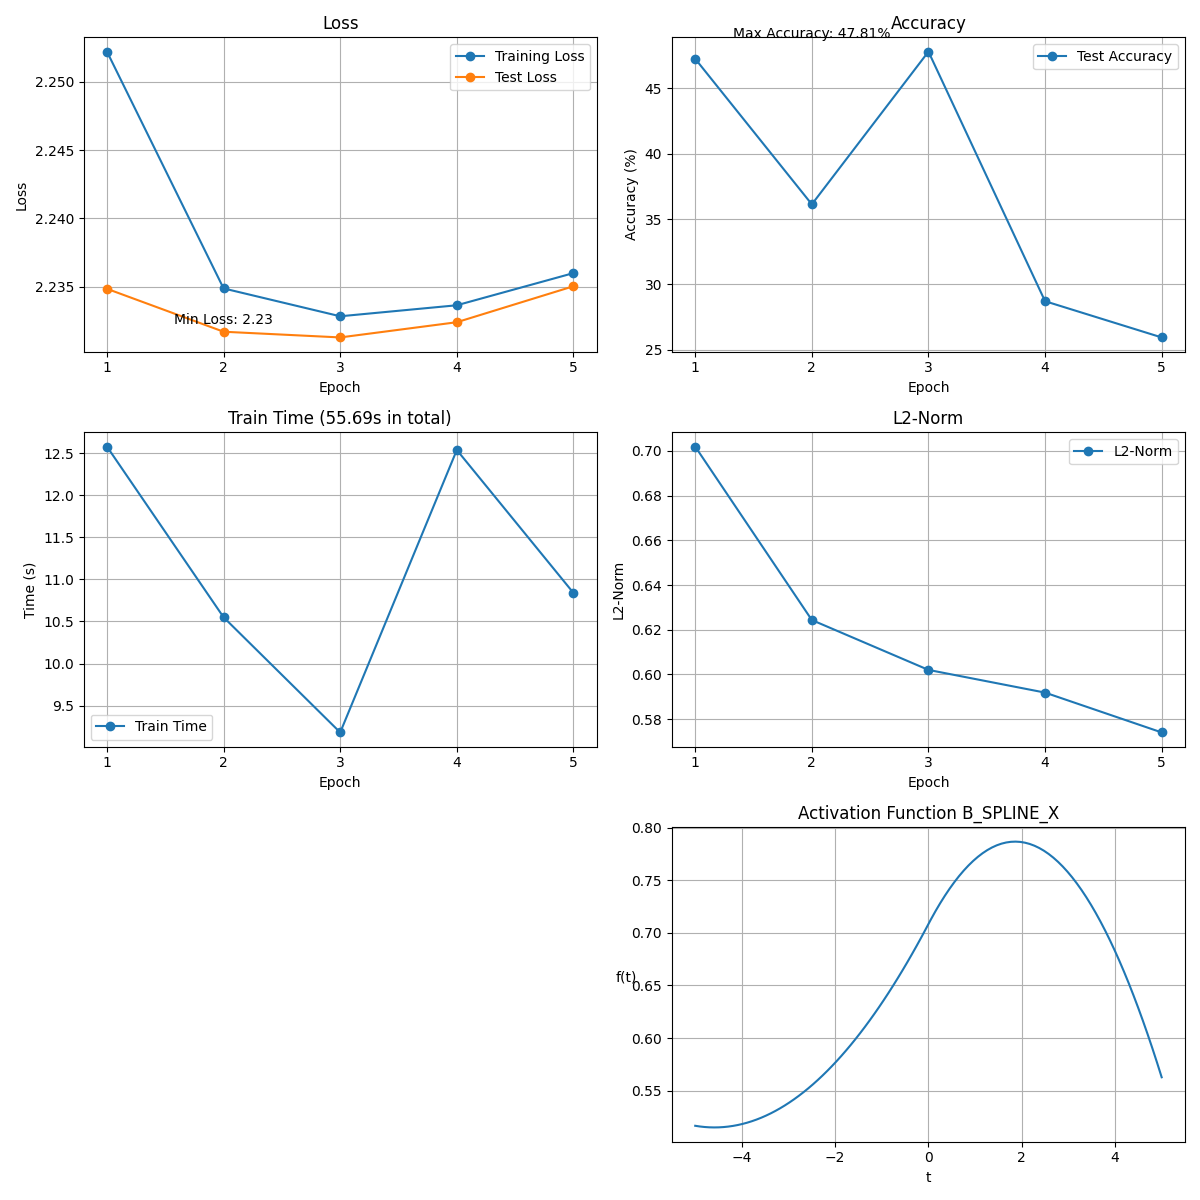 Loss
Training Loss
Test Loss
Min Loss: 2.23
Loss
2.250
2.245
2.240
2.235
1 2 3 4 5
Epoch
Accuracy
Max Accuracy: 47.81%
Test Accuracy
Accuracy (%)
45
40
35
30
25
1 2 3 4 5
Epoch
Train Time (55.69s in total)
Time (s)
12.5
12.0
11.5
11.0
10.5
10.0
9.5
Train Time
1 2 3 4 5
Epoch
L2-Norm
L2-Norm
L2-Norm
0.70
0.68
0.66
0.64
0.62
0.60
0.58
1 2 3 4 5
Epoch
Activation Function B_SPLINE_X
f(t)
0.80
0.75
0.70
0.65
0.60
0.55
−4 −2 0 2 4
t